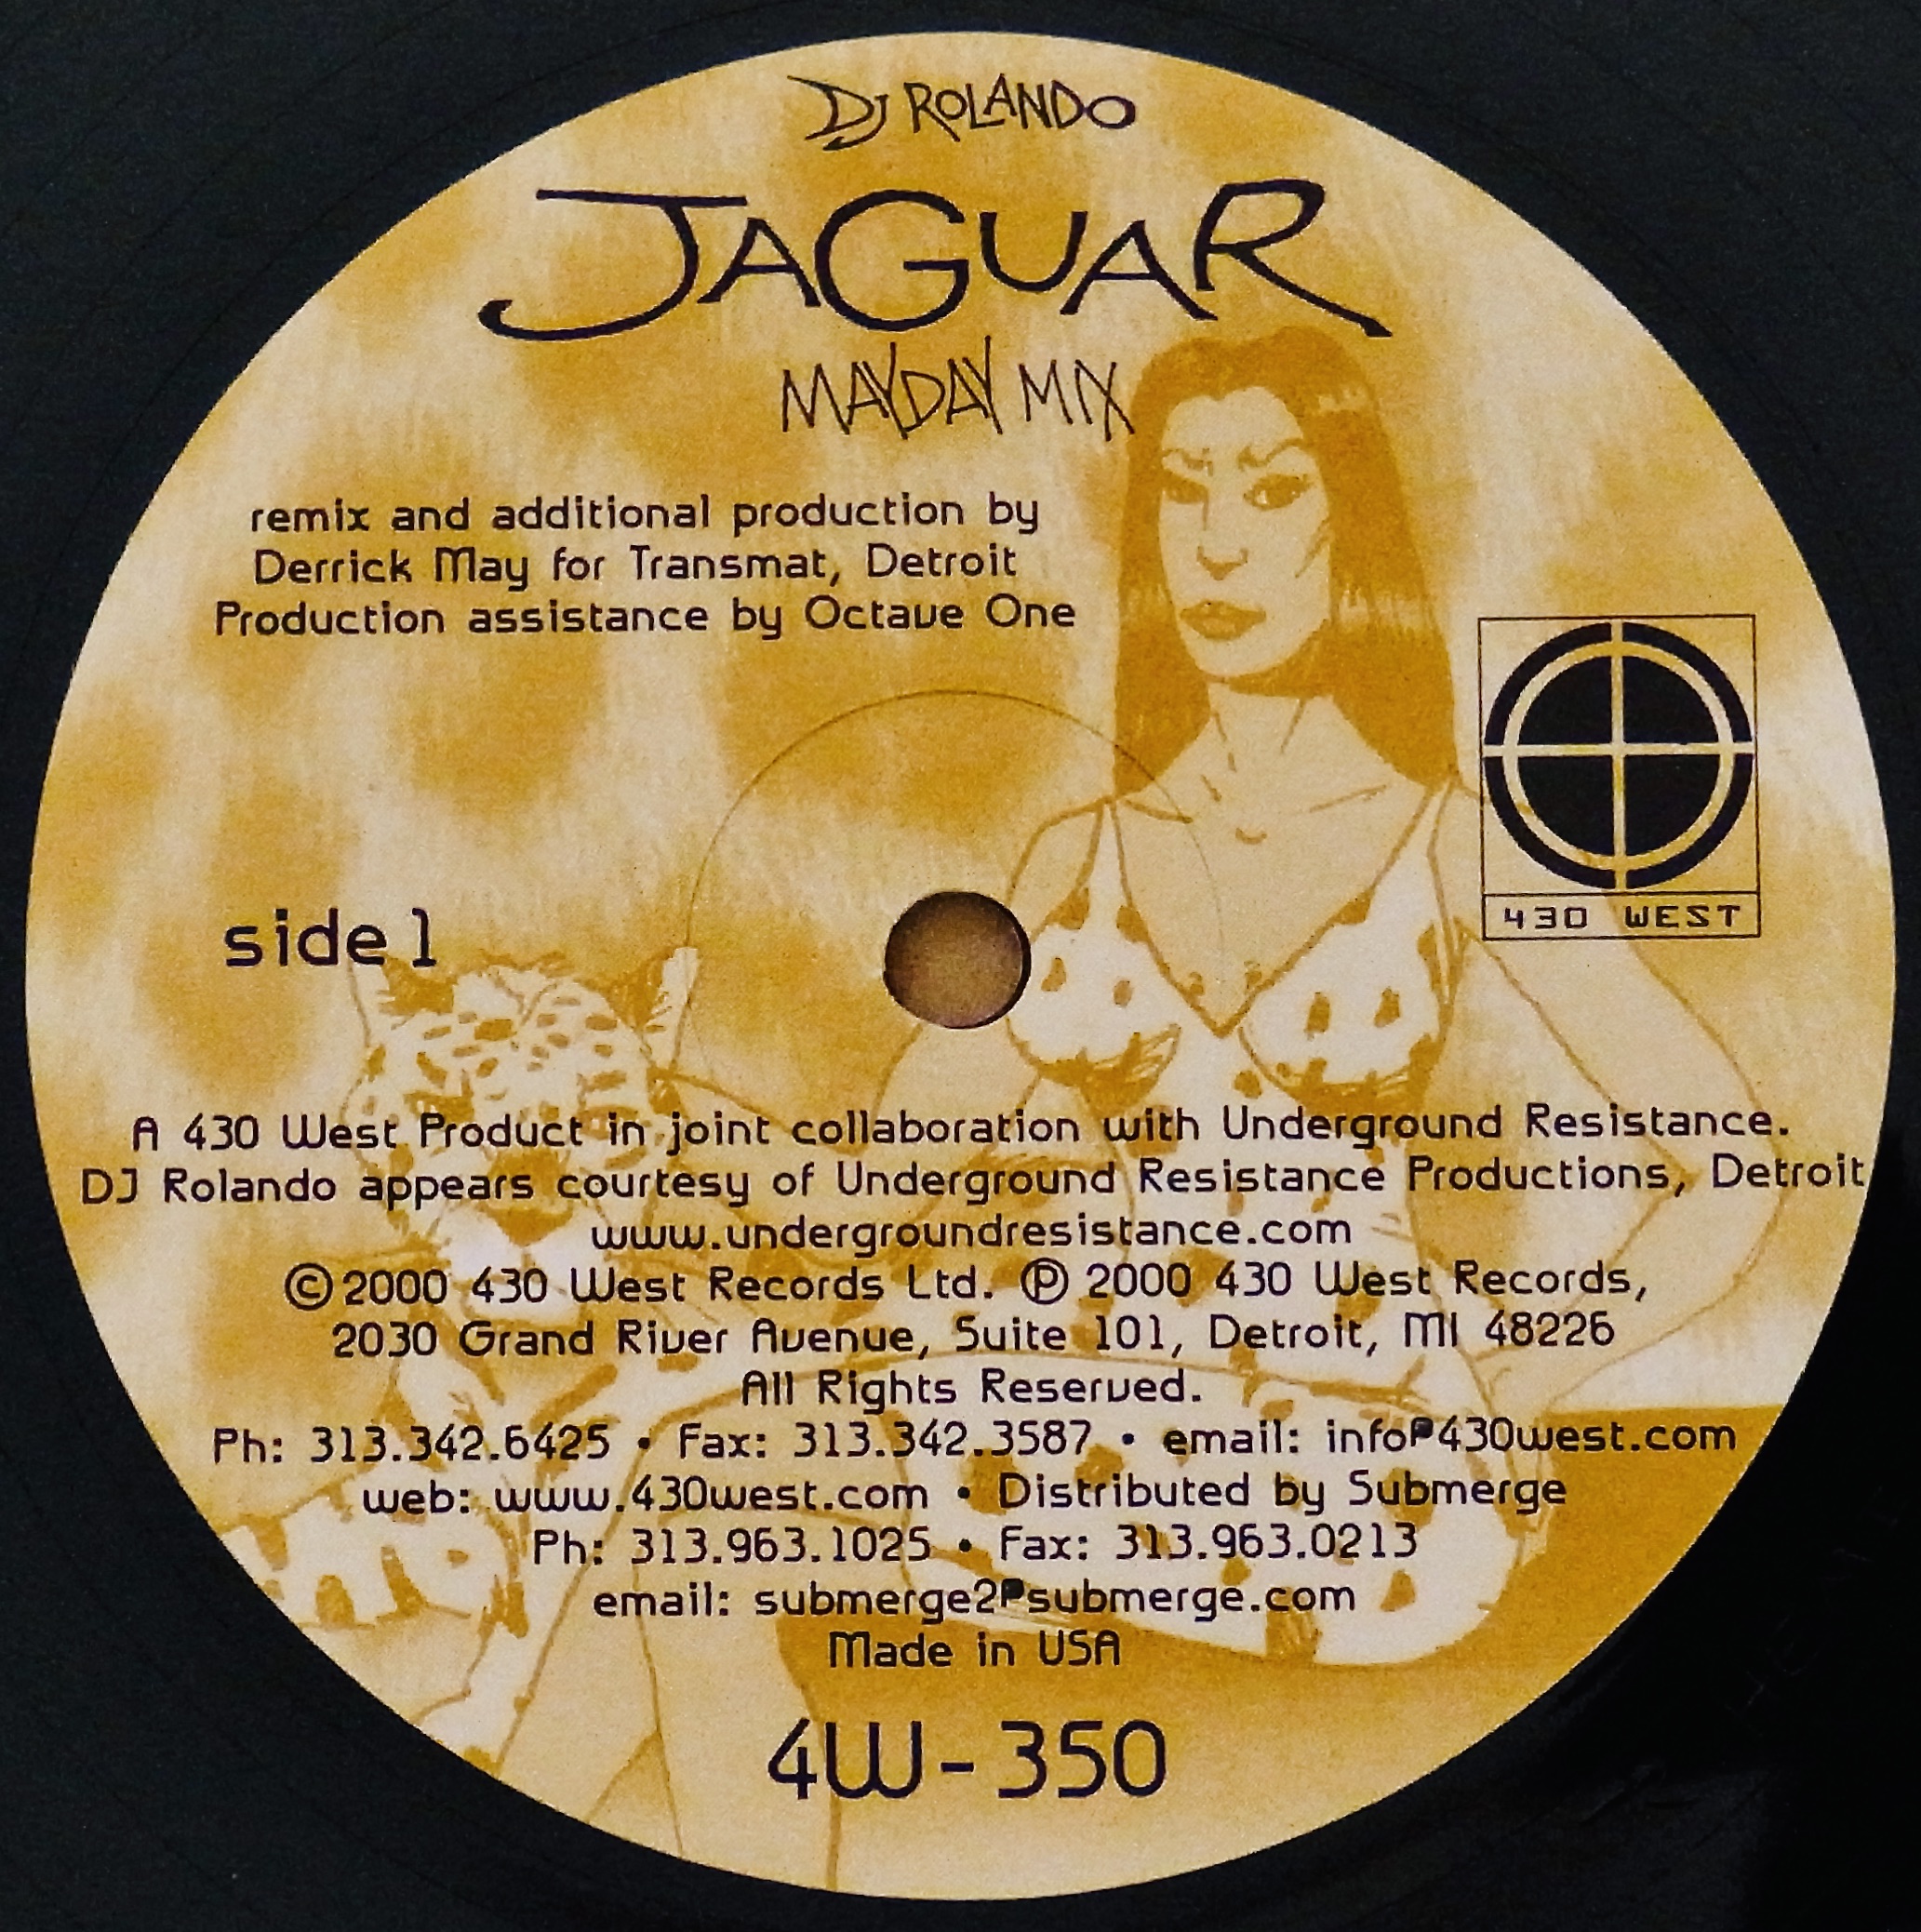 DJ ROLANDO
JAGUAR
MAYDAY MIX
remix and additional production by
Derrick May for Transmat, Detroit
Production assistance by Octave One
430 WEST
side 1
A 430 West Product in joint collaboration with Underground Resistance.
DJ Rolando appears courtesy of Underground Resistance Productions, Detroit
www.undergroundresistance.com
© 2000 430 West Records Ltd. ℗ 2000 430 West Records,
2030 Grand River Avenue, Suite 101, Detroit, MI 48226
All Rights Reserved.
Ph: 313.342.6425 • Fax: 313.342.3587 • email: info@430west.com
web: www.430west.com • Distributed by Submerge
Ph: 313.963.1025 • Fax: 313.963.0213
email: submerge2@submerge.com
Made in USA
4W-350